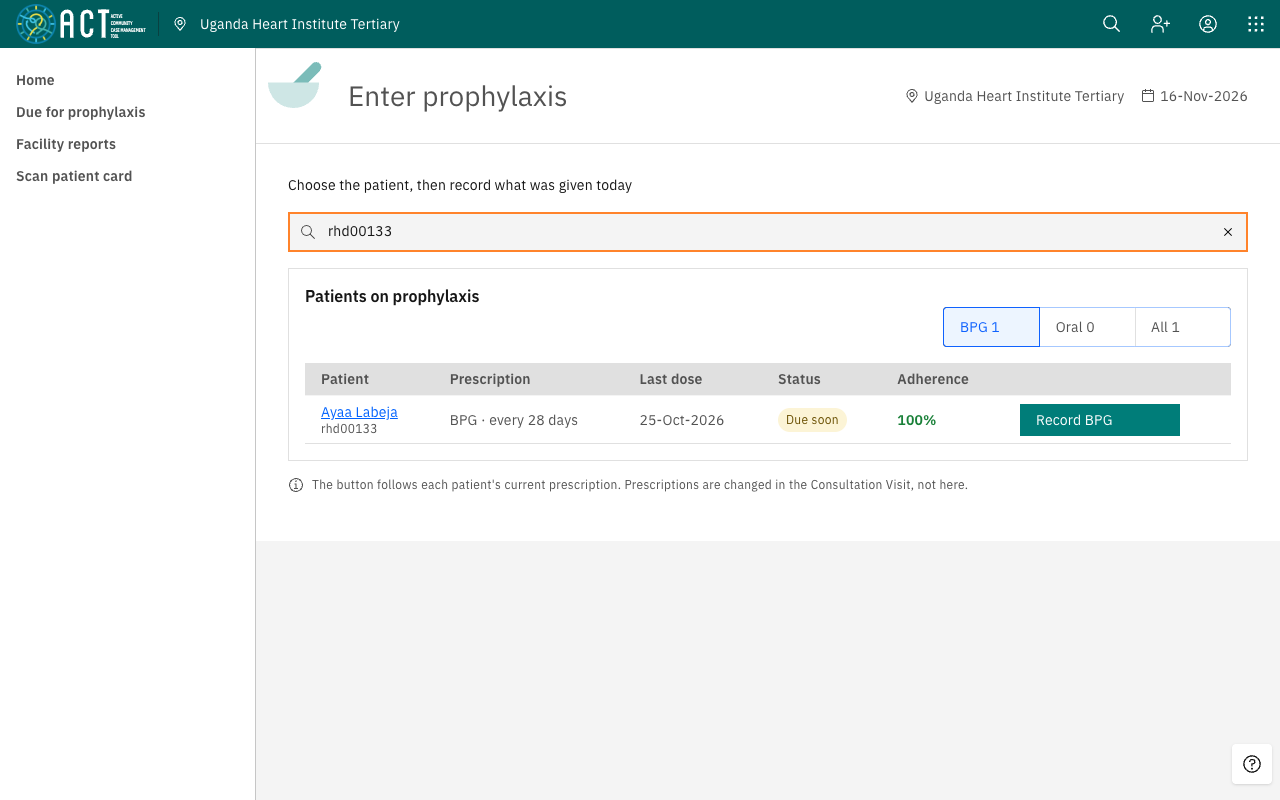 ACT ACTIVE COMMUNITY CASE MANAGEMENT TOOL
Uganda Heart Institute Tertiary
Home
Due for prophylaxis
Facility reports
Scan patient card
Enter prophylaxis
Uganda Heart Institute Tertiary
16-Nov-2026
Choose the patient, then record what was given today
rhd00133
Patients on prophylaxis
BPG 1
Oral 0
All 1
Patient Prescription Last dose Status Adherence
Ayaa Labeja
rhd00133
BPG · every 28 days
25-Oct-2026
Due soon
100%
Record BPG
The button follows each patient's current prescription. Prescriptions are changed in the Consultation Visit, not here.